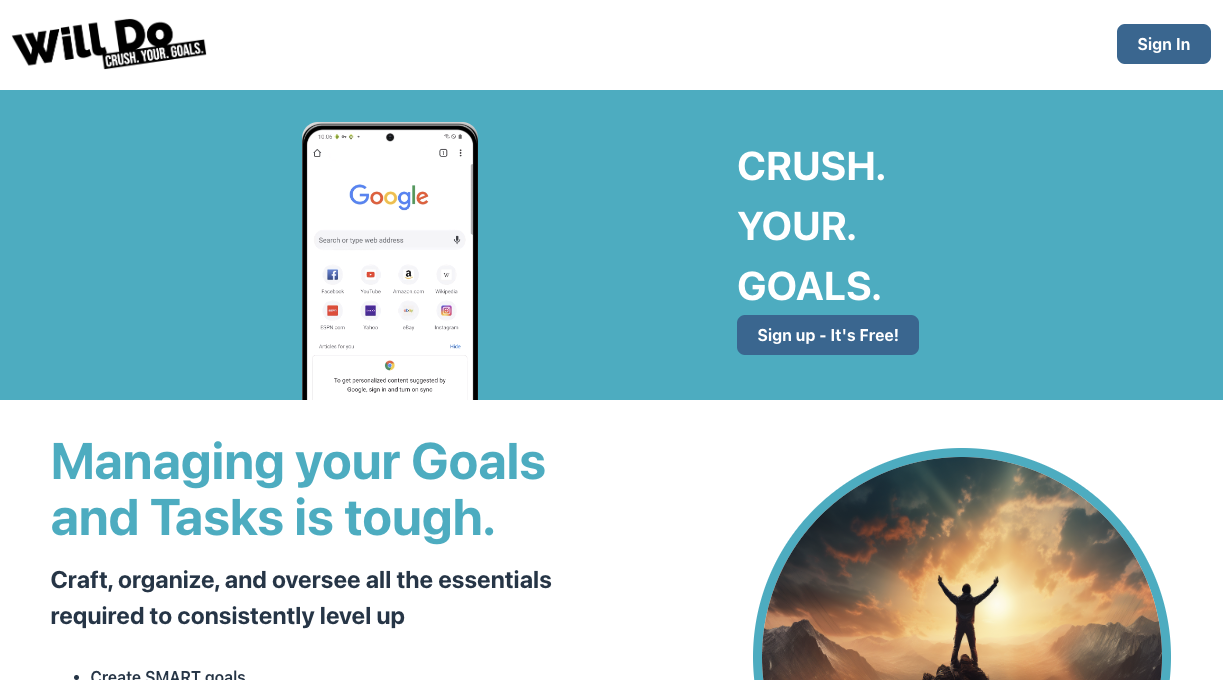 Will Do
CRUSH. YOUR. GOALS.
Sign In
10:06
Google
Search or type web address
Facebook YouTube Amazon.com Wikipedia
ESPN.com Yahoo eBay Instagram
Articles for you Hide
To get personalized content suggested by
Google, sign in and turn on sync
CRUSH.
YOUR.
GOALS.
Sign up - It's Free!
Managing your Goals
and Tasks is tough.
Craft, organize, and oversee all the essentials
required to consistently level up
• Create SMART goals